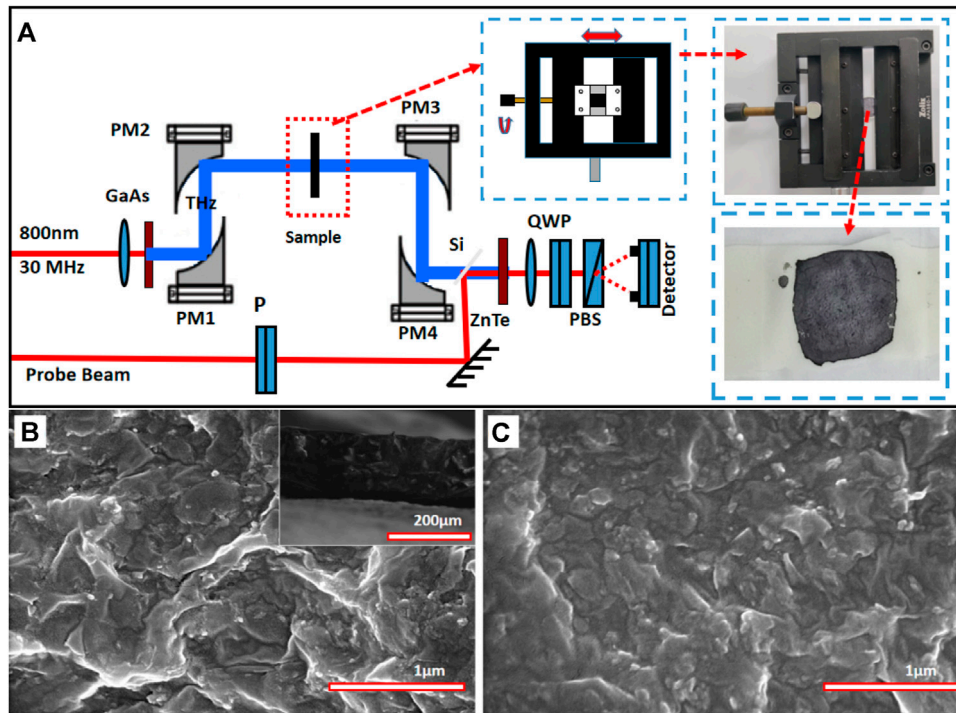 A
PM2
PM3
GaAs
THz
800nm
30 MHz
Sample
Si
QWP
PM1
P
PM4
ZnTe
PBS
Detector
Probe Beam
Zolix
B
200μm
1μm
C
1μm